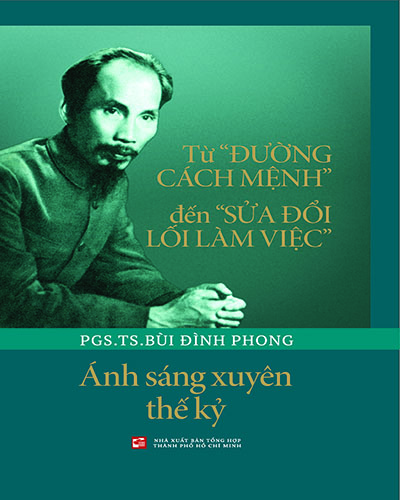 Từ “ĐƯỜNG
CÁCH MỆNH”
đến “SỬA ĐỔI
LỐI LÀM VIỆC”
PGS.TS.BÙI ĐÌNH PHONG
Ánh sáng xuyên
thế kỷ
NHÀ XUẤT BẢN TỔNG HỢP
THÀNH PHỐ HỒ CHÍ MINH